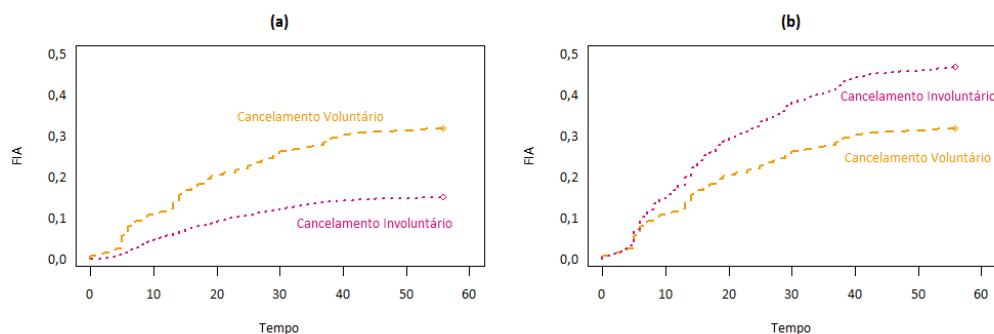 (a)
0,5
0,4
0,3
0,2
0,1
0,0
FIA
Cancelamento Voluntário
Cancelamento Involuntário
0 10 20 30 40 50 60
Tempo
(b)
0,5
0,4
0,3
0,2
0,1
0,0
FIA
Cancelamento Involuntário
Cancelamento Voluntário
0 10 20 30 40 50 60
Tempo